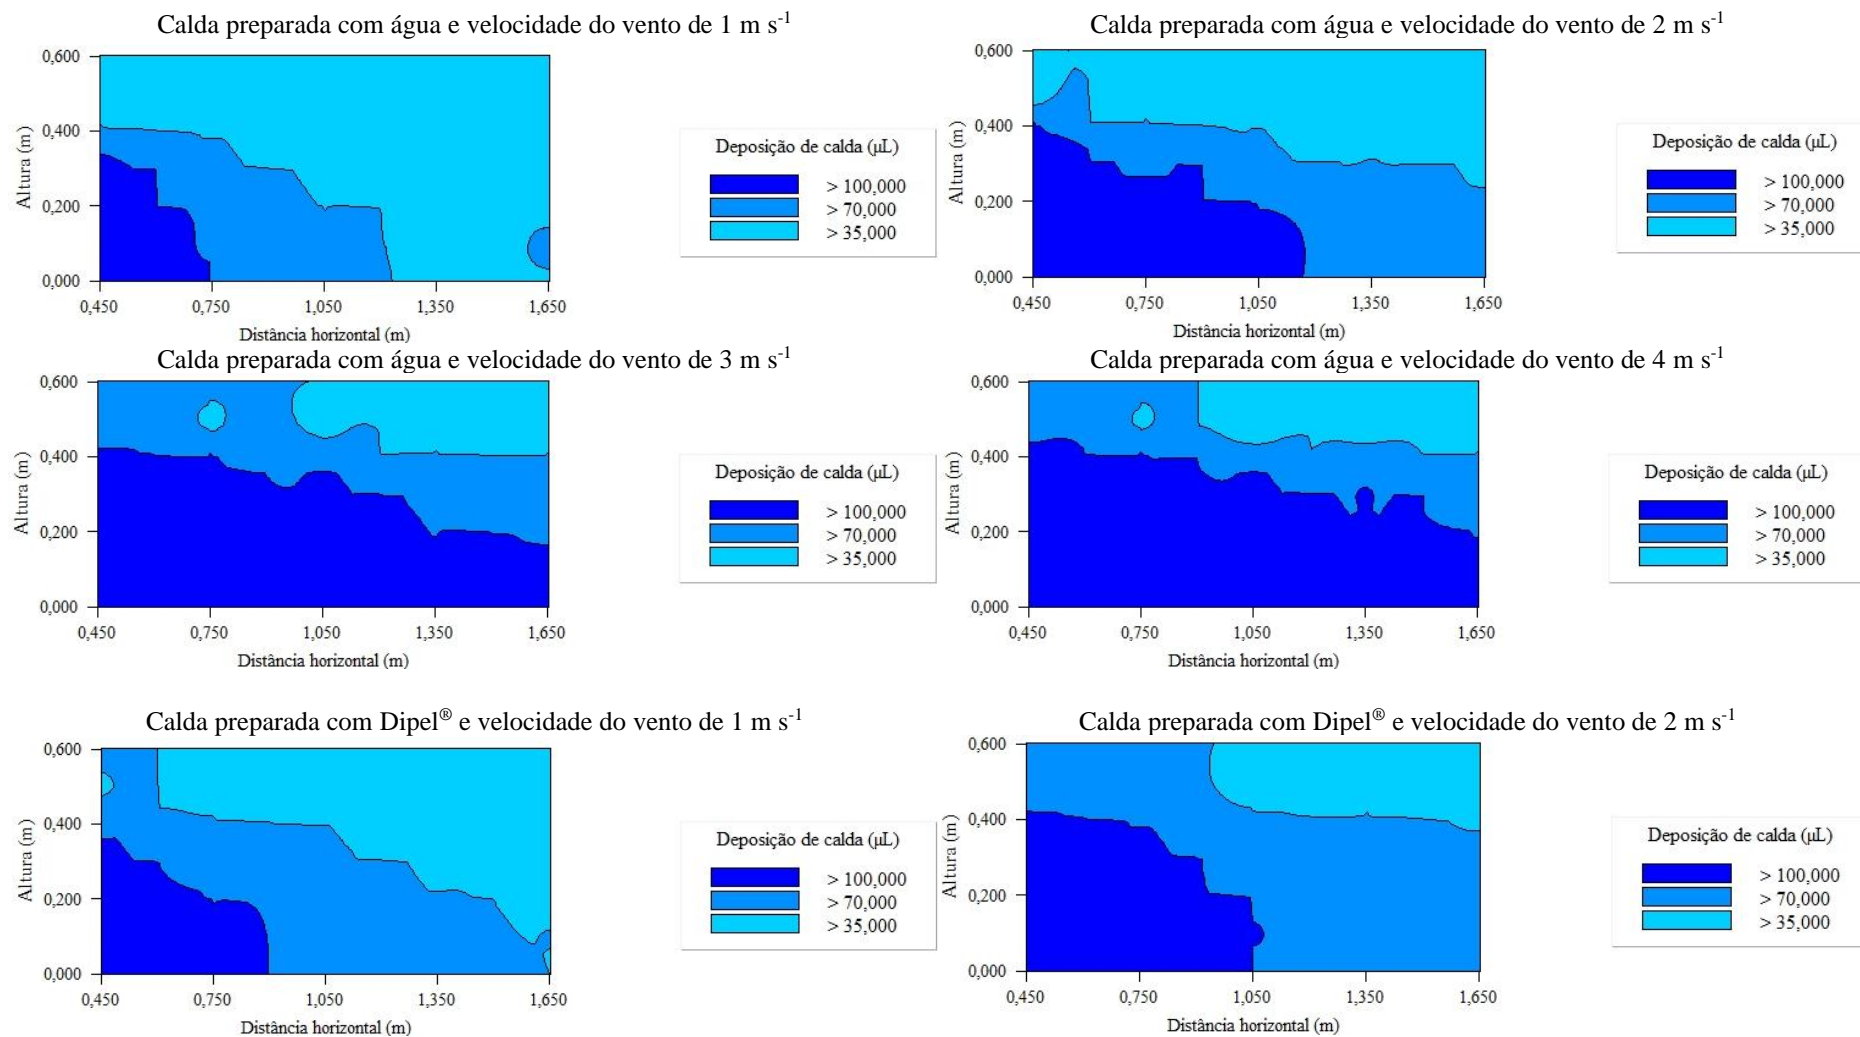 Calda preparada com água e velocidade do vento de 1 m s⁻¹
0,600
0,400
0,200
0,000
Altura (m)
0,450 0,750 1,050 1,350 1,650
Distância horizontal (m)
Deposição de calda (µL)
> 100,000
> 70,000
> 35,000
Calda preparada com água e velocidade do vento de 2 m s⁻¹
0,600
0,400
0,200
0,000
Altura (m)
0,450 0,750 1,050 1,350 1,650
Distância horizontal (m)
Deposição de calda (µL)
> 100,000
> 70,000
> 35,000
Calda preparada com água e velocidade do vento de 3 m s⁻¹
0,600
0,400
0,200
0,000
Altura (m)
0,450 0,750 1,050 1,350 1,650
Distância horizontal (m)
Deposição de calda (µL)
> 100,000
> 70,000
> 35,000
Calda preparada com água e velocidade do vento de 4 m s⁻¹
0,600
0,400
0,200
0,000
Altura (m)
0,450 0,750 1,050 1,350 1,650
Distância horizontal (m)
Deposição de calda (µL)
> 100,000
> 70,000
> 35,000
Calda preparada com Dipel® e velocidade do vento de 1 m s⁻¹
0,600
0,400
0,200
0,000
Altura (m)
0,450 0,750 1,050 1,350 1,650
Distância horizontal (m)
Deposição de calda (µL)
> 100,000
> 70,000
> 35,000
Calda preparada com Dipel® e velocidade do vento de 2 m s⁻¹
0,600
0,400
0,200
0,000
Altura (m)
0,450 0,750 1,050 1,350 1,650
Distância horizontal (m)
Deposição de calda (µL)
> 100,000
> 70,000
> 35,000